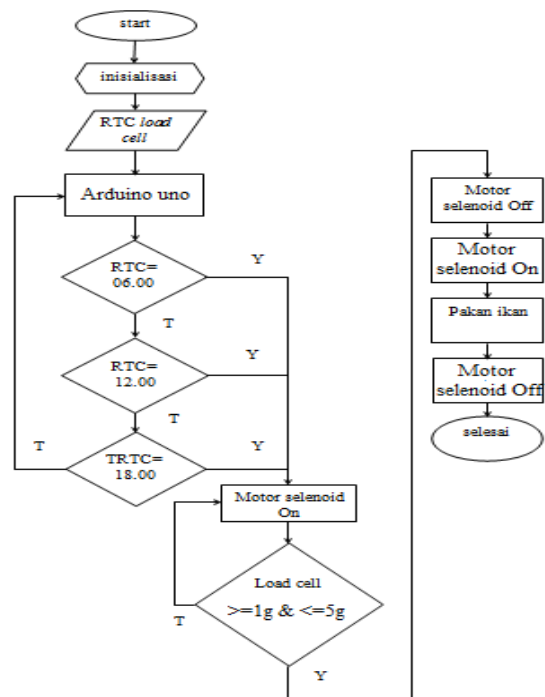 start
inisialisasi
RTC load
cell
Arduino uno
RTC=
06.00
Y
T
RTC=
12.00
Y
T
TRTC=
18.00
Y
T
Motor selenoid
On
Load cell
>=1g & <=5g
T
Y
Motor
selenoid Off
Motor
selenoid On
Pakan ikan
Motor
selenoid Off
selesai